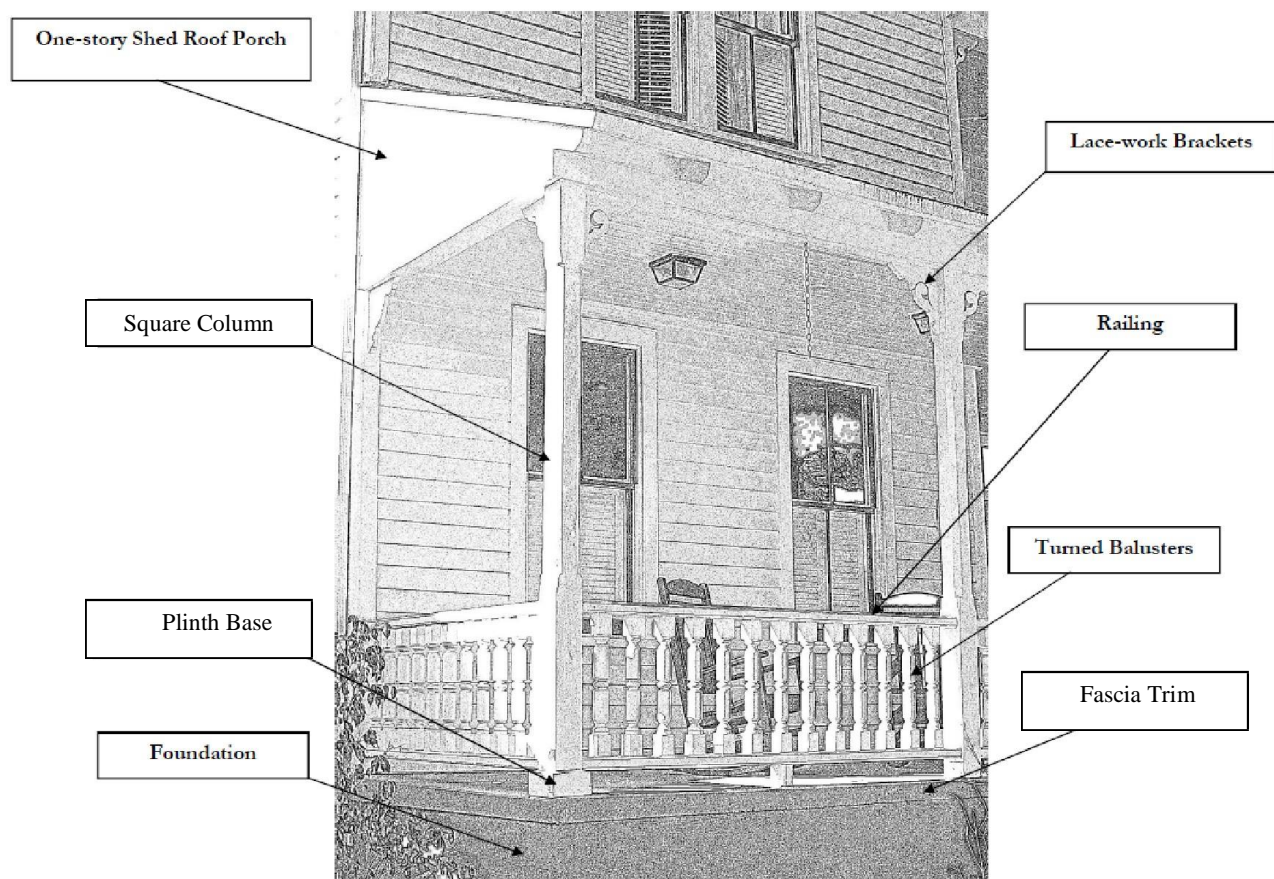 One-story Shed Roof Porch
Lace-work Brackets
Square Column
Railing
Turned Balusters
Plinth Base
Fascia Trim
Foundation